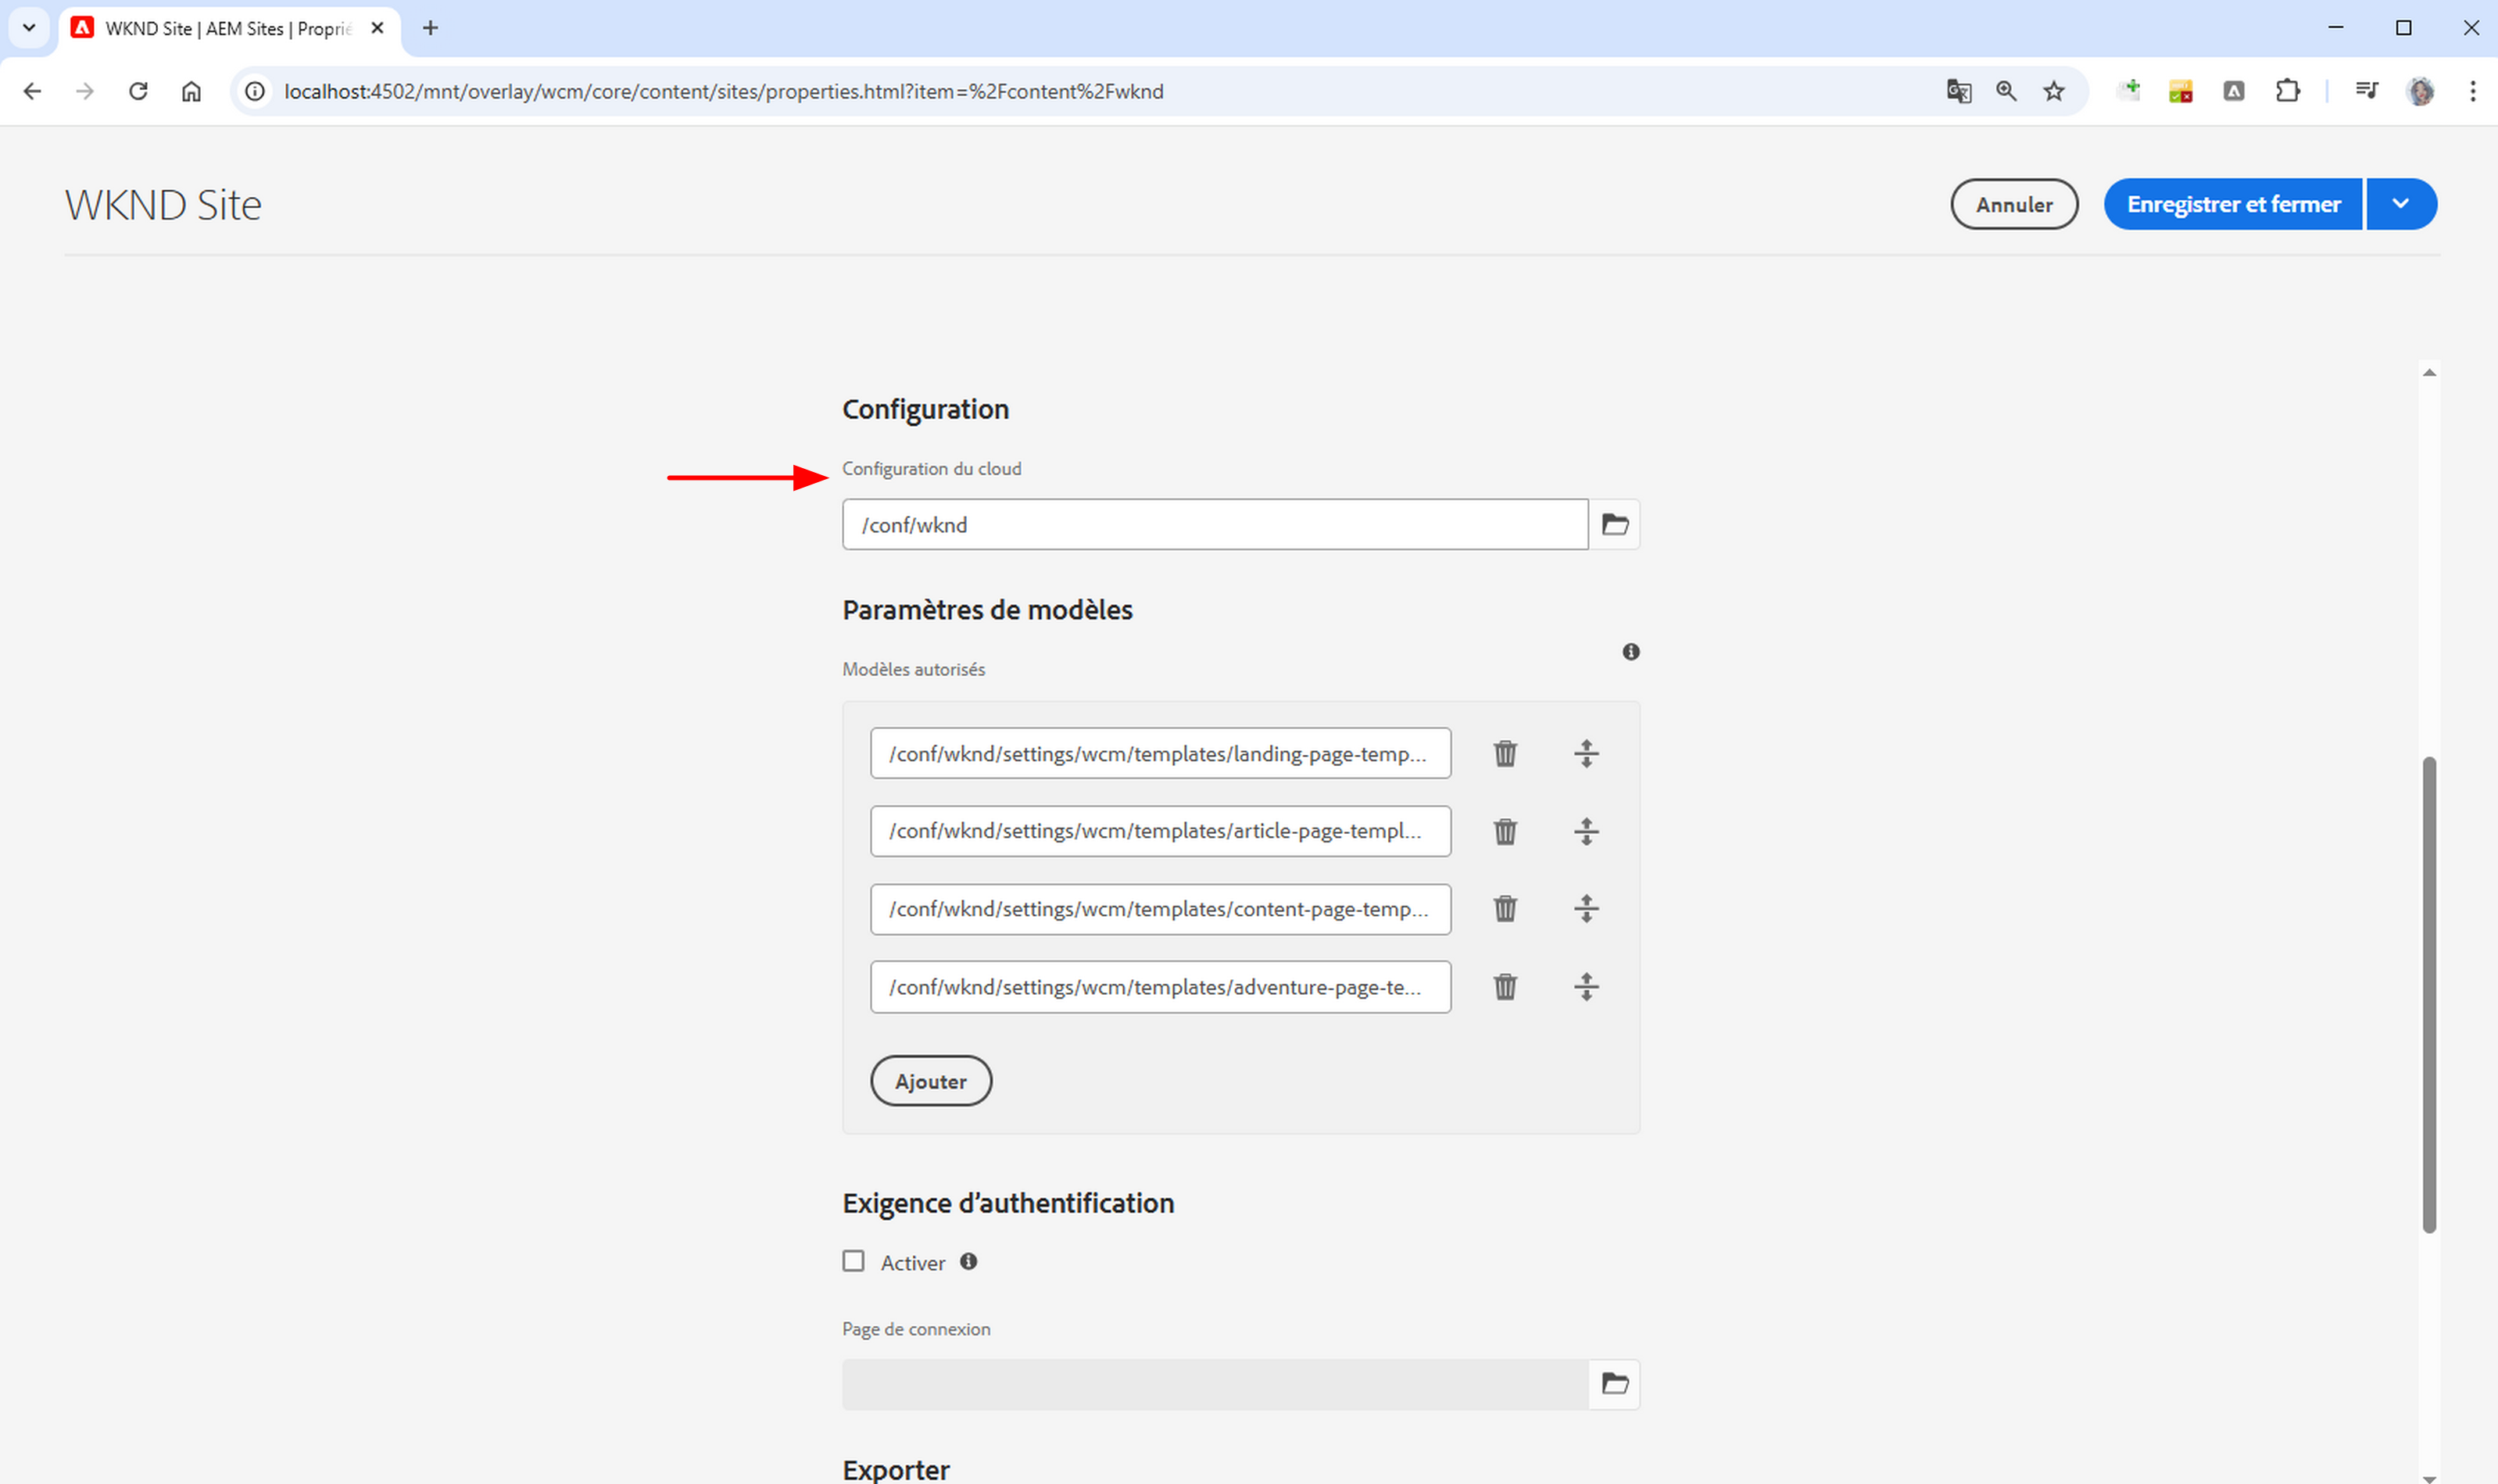 WKND Site | AEM Sites | Proprié
localhost:4502/mnt/overlay/wcm/core/content/sites/properties.html?item=%2Fcontent%2Fwknd
WKND Site
Annuler
Enregistrer et fermer
Configuration
Configuration du cloud
/conf/wknd
Paramètres de modèles
Modèles autorisés
/conf/wknd/settings/wcm/templates/landing-page-temp...
/conf/wknd/settings/wcm/templates/article-page-templ...
/conf/wknd/settings/wcm/templates/content-page-temp...
/conf/wknd/settings/wcm/templates/adventure-page-te...
Ajouter
Exigence d’authentification
Activer
Page de connexion
Exporter